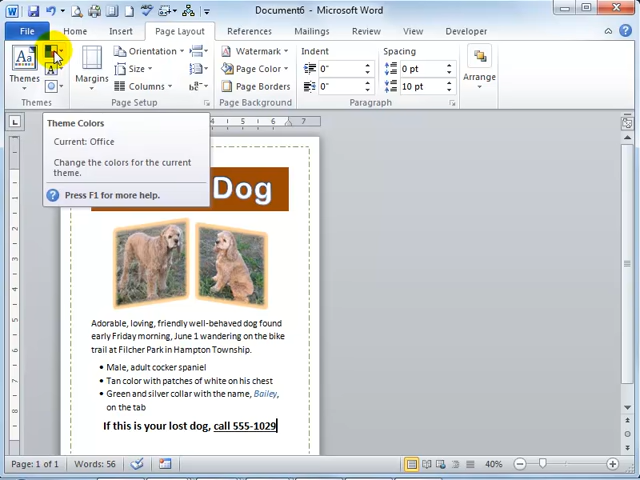 Document6 - Microsoft Word
File Home Insert Page Layout References Mailings Review View Developer
Themes
Margins
Orientation
Size
Columns
Watermark
Page Color
Page Borders
Indent
0"
0"
Spacing
0 pt
10 pt
Arrange
Themes Page Setup Page Background Paragraph
Theme Colors
Current: Office
Change the colors for the current
theme.
Press F1 for more help.
Dog
Adorable, loving, friendly well-behaved dog found
early Friday morning, June 1 wandering on the bike
trail at Filcher Park in Hampton Township.
• Male, adult cocker spaniel
• Tan color with patches of white on his chest
• Green and silver collar with the name, Bailey,
on the tab
If this is your lost dog, call 555-1029
Page: 1 of 1 Words: 56 40%